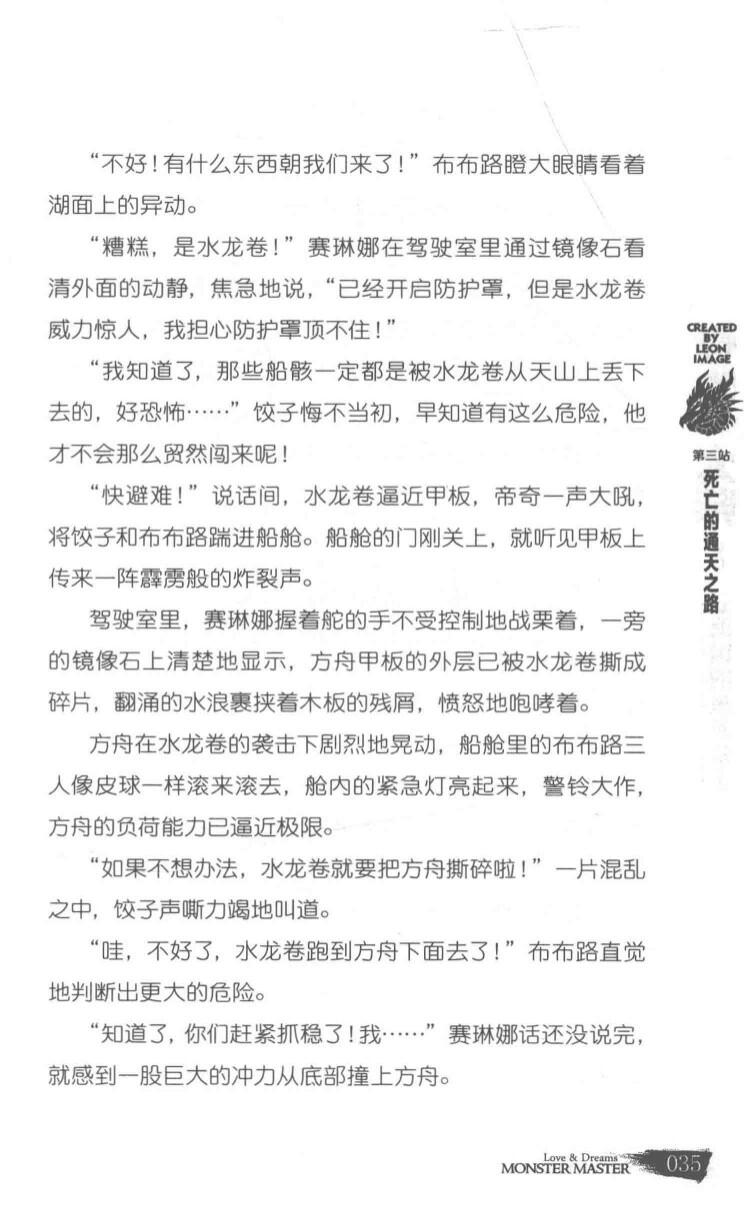 “不好！有什么东西朝我们来了！”布布路瞪大眼睛看着
湖面上的异动。
“糟糕，是水龙卷！”赛琳娜在驾驶室里通过镜像石看
清外面的动静，焦急地说，“已经开启防护罩，但是水龙卷
威力惊人，我担心防护罩顶不住！”
“我知道了，那些船骸一定都是被水龙卷从天山上丢下
去的，好恐怖……”饺子悔不当初，早知道有这么危险，他
才不会那么贸然闯来呢！
“快避难！”说话间，水龙卷逼近甲板，帝奇一声大吼，
将饺子和布布路踹进船舱。船舱的门刚关上，就听见甲板上
传来一阵霹雳般的炸裂声。
驾驶室里，赛琳娜握着舵的手不受控制地战栗着，一旁
的镜像石上清楚地显示，方舟甲板的外层已被水龙卷撕成
碎片，翻涌的水浪裹挟着木板的残屑，愤怒地咆哮着。
方舟在水龙卷的袭击下剧烈地晃动，船舱里的布布路三
人像皮球一样滚来滚去，舱内的紧急灯亮起来，警铃大作，
方舟的负荷能力已逼近极限。
“如果不想办法，水龙卷就要把方舟撕碎啦！”一片混乱
之中，饺子声嘶力竭地叫道。
“哇，不好了，水龙卷跑到方舟下面去了！”布布路直觉
地判断出更大的危险。
“知道了，你们赶紧抓稳了！我……”赛琳娜话还没说完，
就感到一股巨大的冲力从底部撞上方舟。
CREATED
BY
LEON
IMAGE
第三站
死亡的通天之路
Love & Dreams
MONSTER MASTER
035